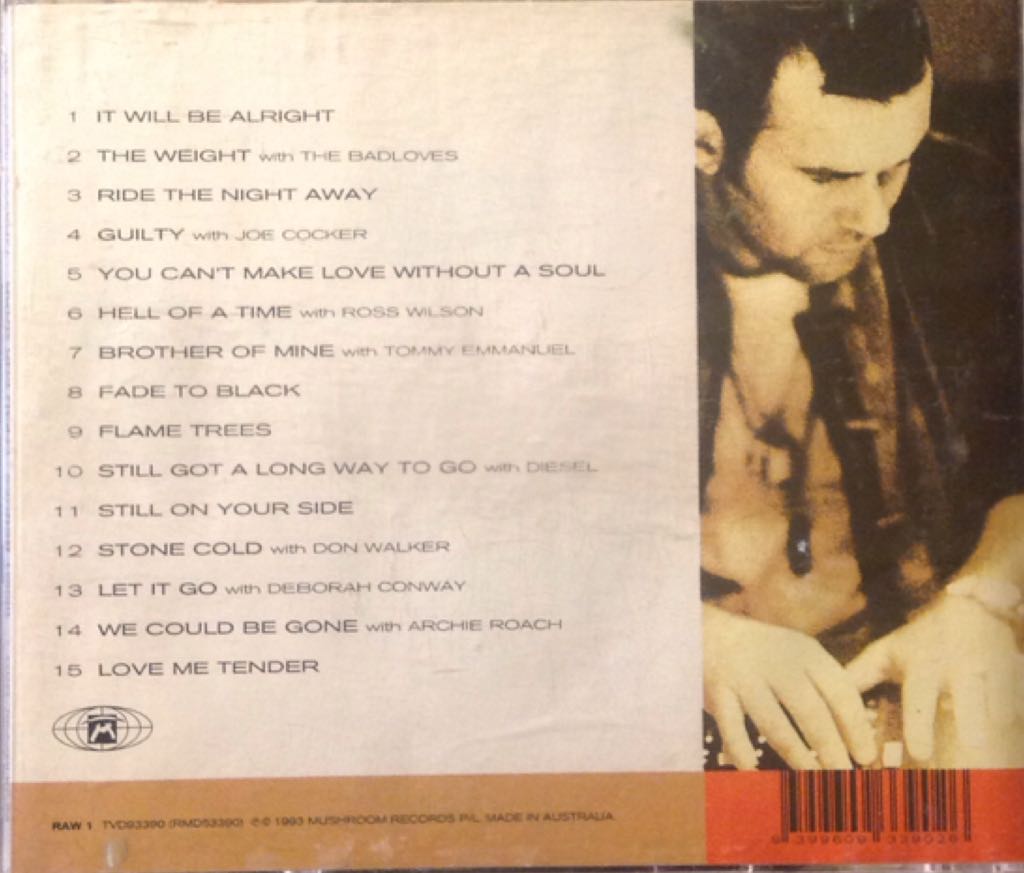 1 IT WILL BE ALRIGHT
2 THE WEIGHT with THE BADLOVES
3 RIDE THE NIGHT AWAY
4 GUILTY with JOE COCKER
5 YOU CAN'T MAKE LOVE WITHOUT A SOUL
6 HELL OF A TIME with ROSS WILSON
7 BROTHER OF MINE with TOMMY EMMANUEL
8 FADE TO BLACK
9 FLAME TREES
10 STILL GOT A LONG WAY TO GO with DIESEL
11 STILL ON YOUR SIDE
12 STONE COLD with DON WALKER
13 LET IT GO with DEBORAH CONWAY
14 WE COULD BE GONE with ARCHIE ROACH
15 LOVE ME TENDER
M
RAW 1 TVD93390 (RMD53390) ℗© 1993 MUSHROOM RECORDS P/L. MADE IN AUSTRALIA
9 399609 339026